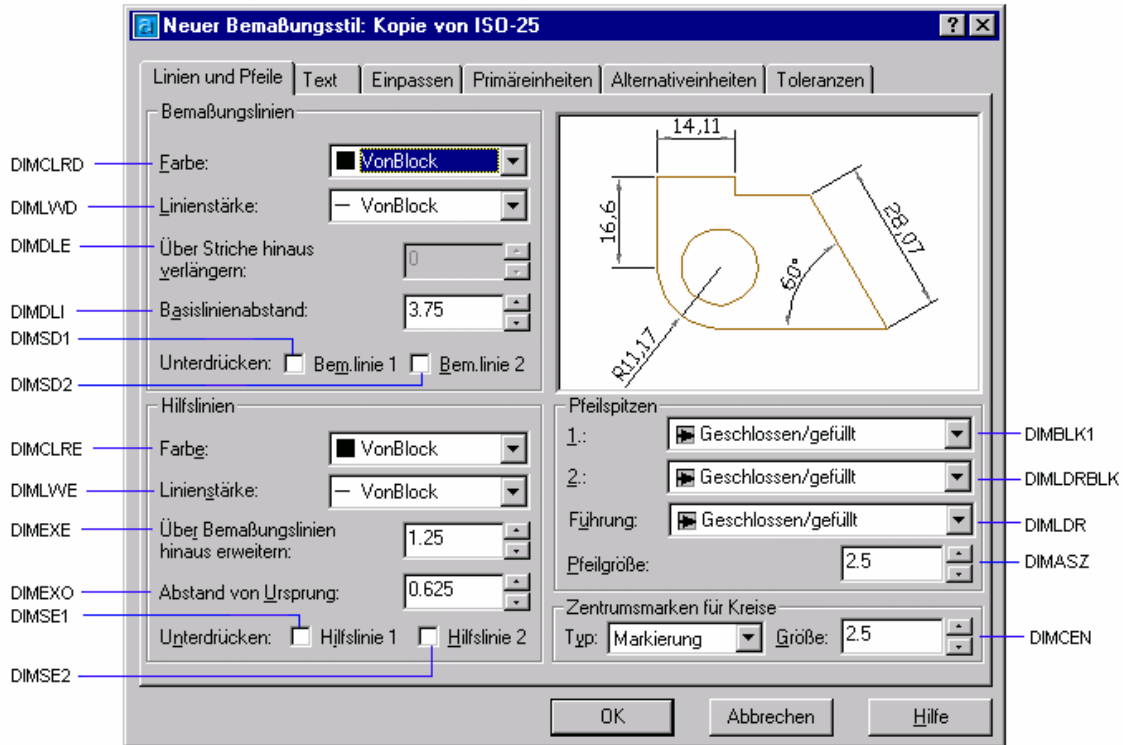 Neuer Bemaßungsstil: Kopie von ISO-25
Linien und Pfeile Text Einpassen Primäreinheiten Alternativeinheiten Toleranzen
Bemaßungslinien
DIMCLRD Farbe: VonBlock
DIMLWD Linienstärke: VonBlock
DIMDLE Über Striche hinaus verlängern: 0
DIMDLI Basislinienabstand: 3.75
DIMSD1
Unterdrücken: Bem.linie 1 Bem.linie 2
DIMSD2
14,11
16,6
28,07
60°
R11,17
Hilfslinien
DIMCLRE Farbe: VonBlock
DIMLWE Linienstärke: VonBlock
DIMEXE Über Bemaßungslinien hinaus erweitern: 1.25
DIMEXO Abstand von Ursprung: 0.625
DIMSE1
Unterdrücken: Hilfslinie 1 Hilfslinie 2
DIMSE2
Pfeilspitzen
1.: Geschlossen/gefüllt DIMBLK1
2.: Geschlossen/gefüllt DIMLDRBLK
Führung: Geschlossen/gefüllt DIMLDR
Pfeilgröße: 2.5 DIMASZ
Zentrumsmarken für Kreise
Typ: Markierung Größe: 2.5 DIMCEN
OK Abbrechen Hilfe